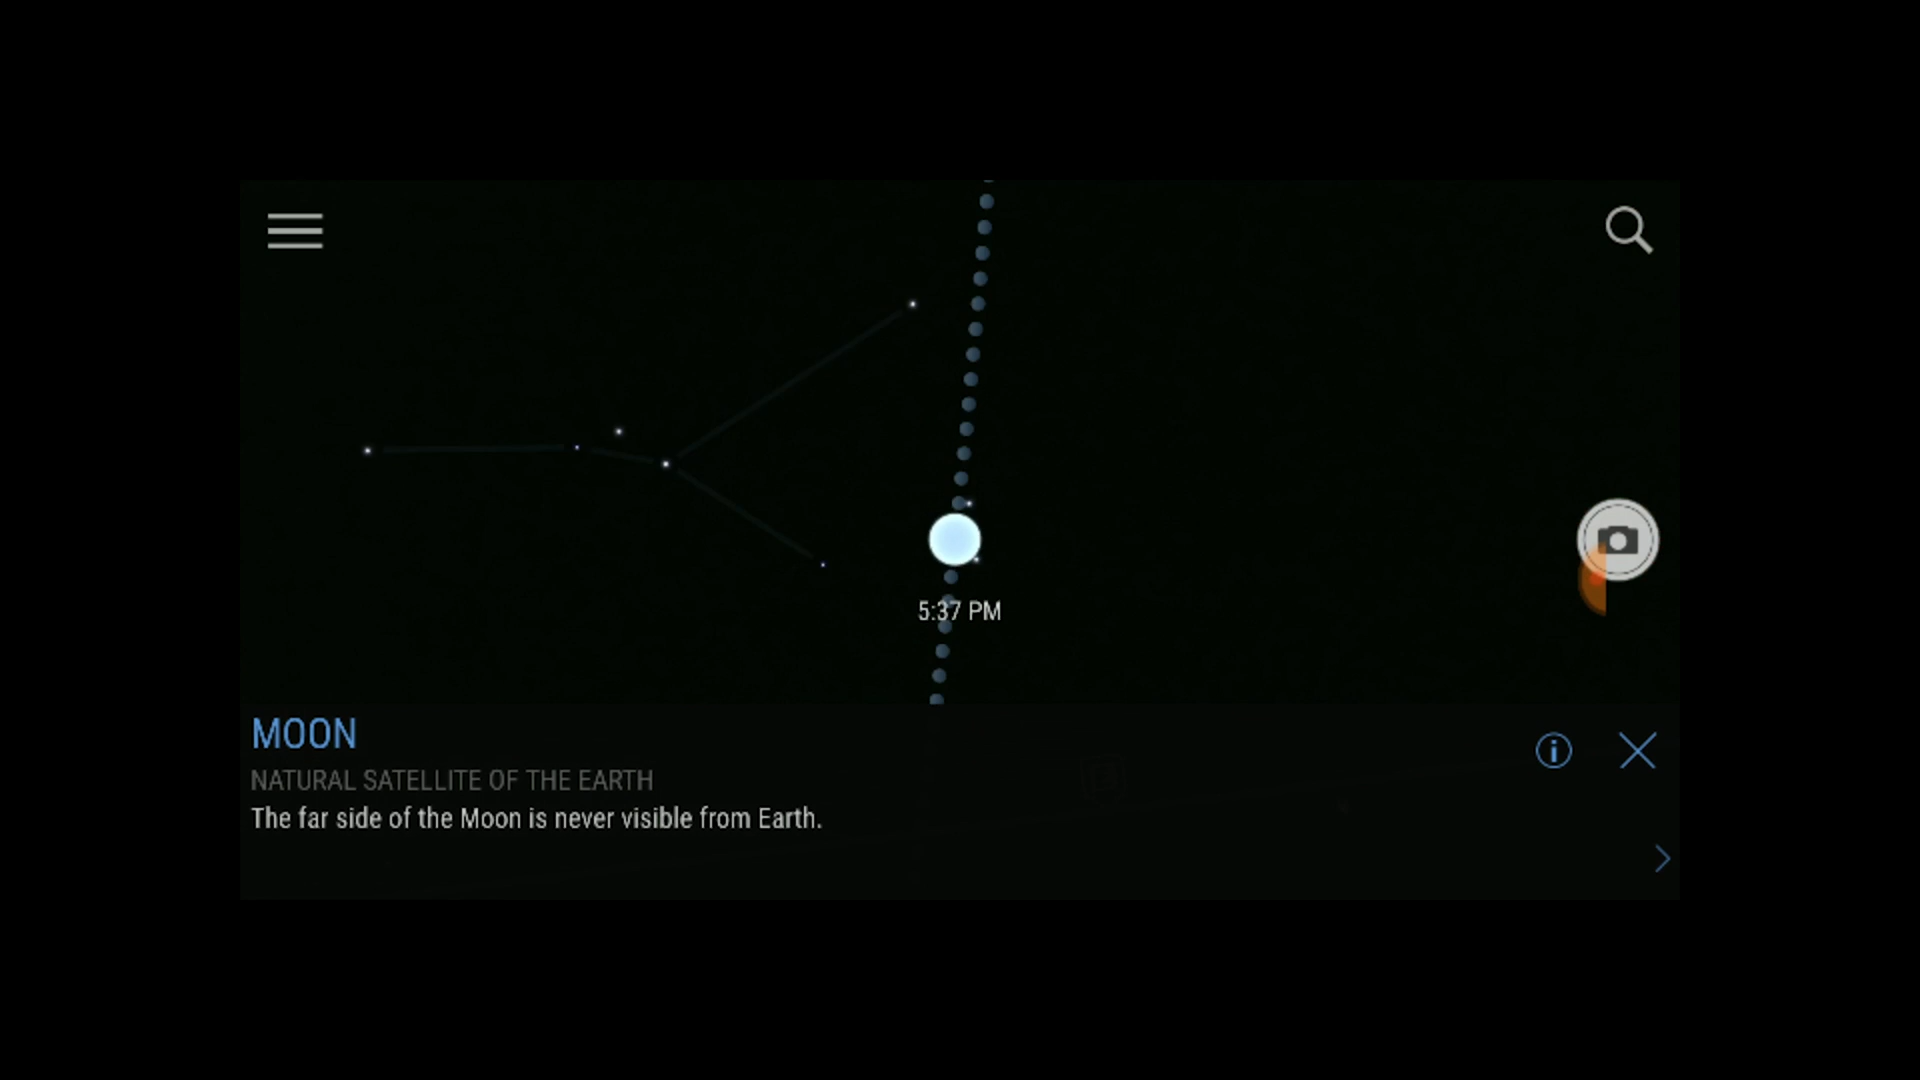 5:37 PM
MOON
NATURAL SATELLITE OF THE EARTH
The far side of the Moon is never visible from Earth.